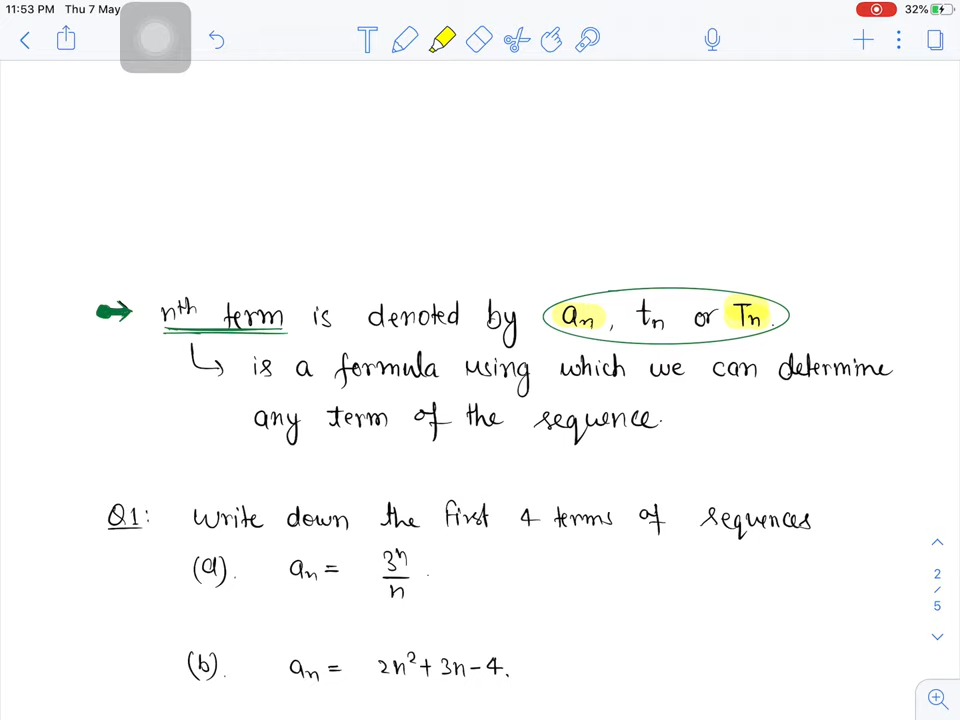 11:53 PM Thu 7 May 32%
nth term is denoted by an, tn or Tn.
↳ is a formula using which we can determine
any term of the sequence.
Q1: Write down the first 4 terms of sequences
(a). an = 3^n/n
(b). an = 2n²+3n-4.
2/5